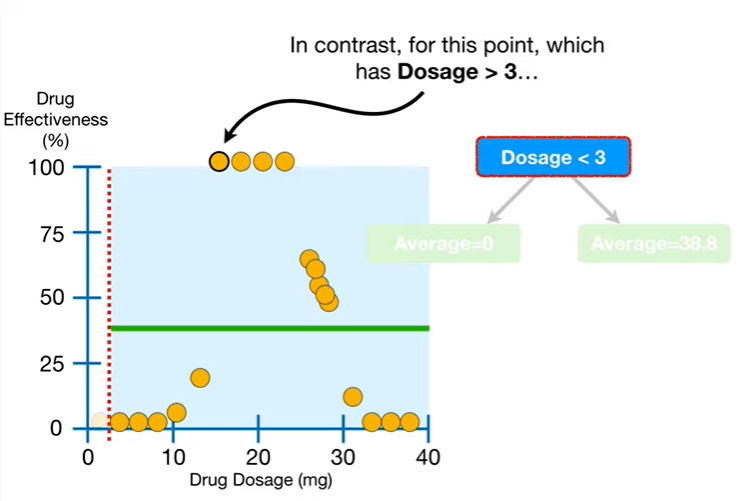 In contrast, for this point, which
has Dosage > 3…
Drug
Effectiveness
(%)
100
75
50
25
0
0
10
20
30
40
Drug Dosage (mg)
Dosage < 3
Average=0
Average=38.8